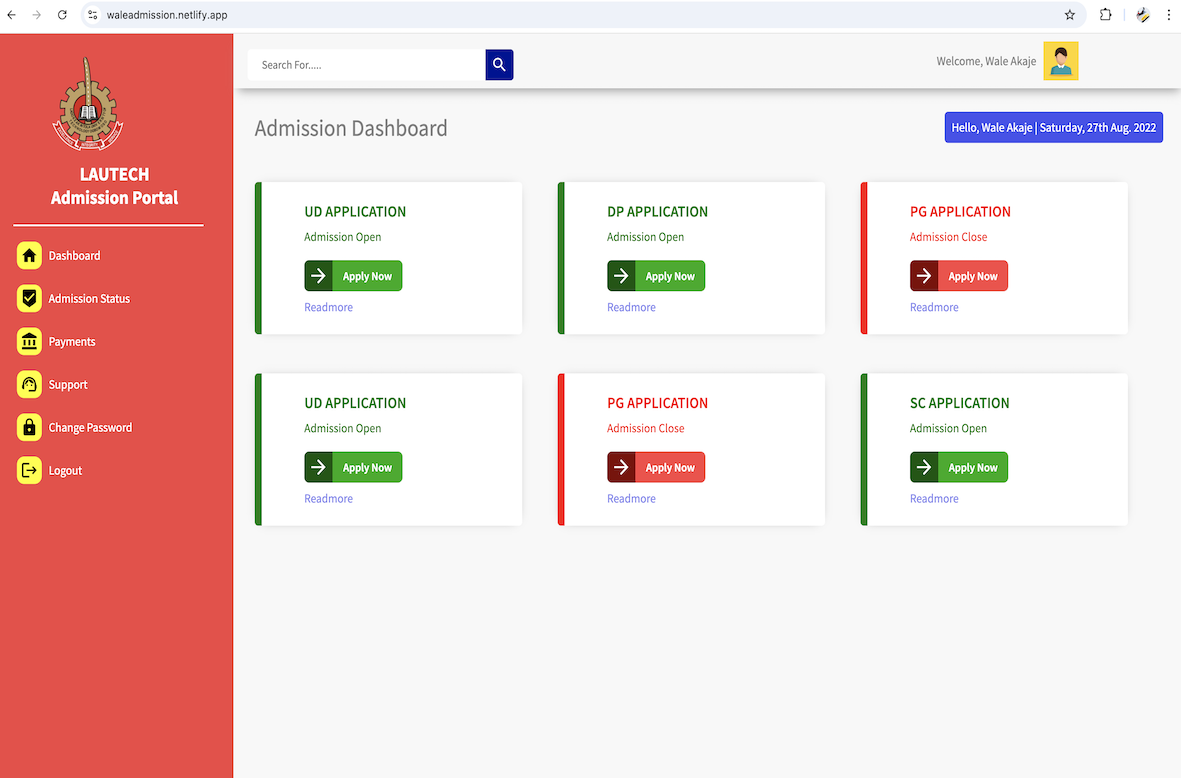 waleadmission.netlify.app
Search For.....
Welcome, Wale Akaje
LAUTECH
Admission Portal
Dashboard
Admission Status
Payments
Support
Change Password
Logout
Admission Dashboard
Hello, Wale Akaje | Saturday, 27th Aug. 2022
UD APPLICATION
Admission Open
Apply Now
Readmore
DP APPLICATION
Admission Open
Apply Now
Readmore
PG APPLICATION
Admission Close
Apply Now
Readmore
UD APPLICATION
Admission Open
Apply Now
Readmore
PG APPLICATION
Admission Close
Apply Now
Readmore
SC APPLICATION
Admission Open
Apply Now
Readmore